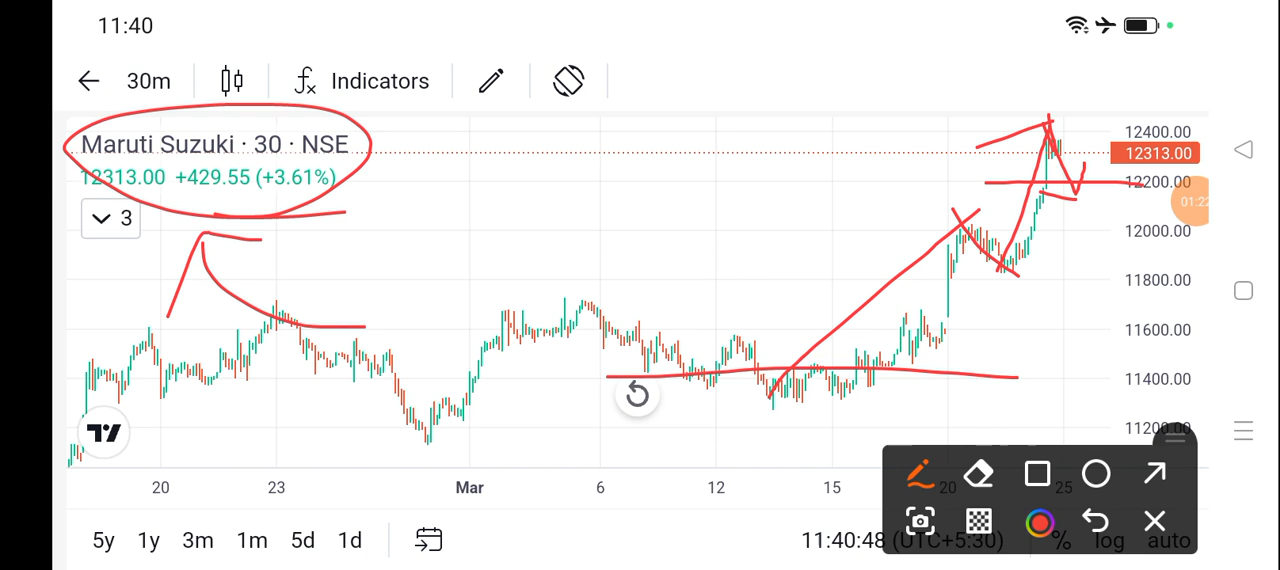 11:40
30m
Indicators
Maruti Suzuki · 30 · NSE
12313.00 +429.55 (+3.61%)
3
12400.00
12313.00
12200.00
01:22
12000.00
11800.00
11600.00
11400.00
11200.00
20 23 Mar 6 12 15 20 25
5y 1y 3m 1m 5d 1d
11:40:48 (UTC+5:30) % log auto